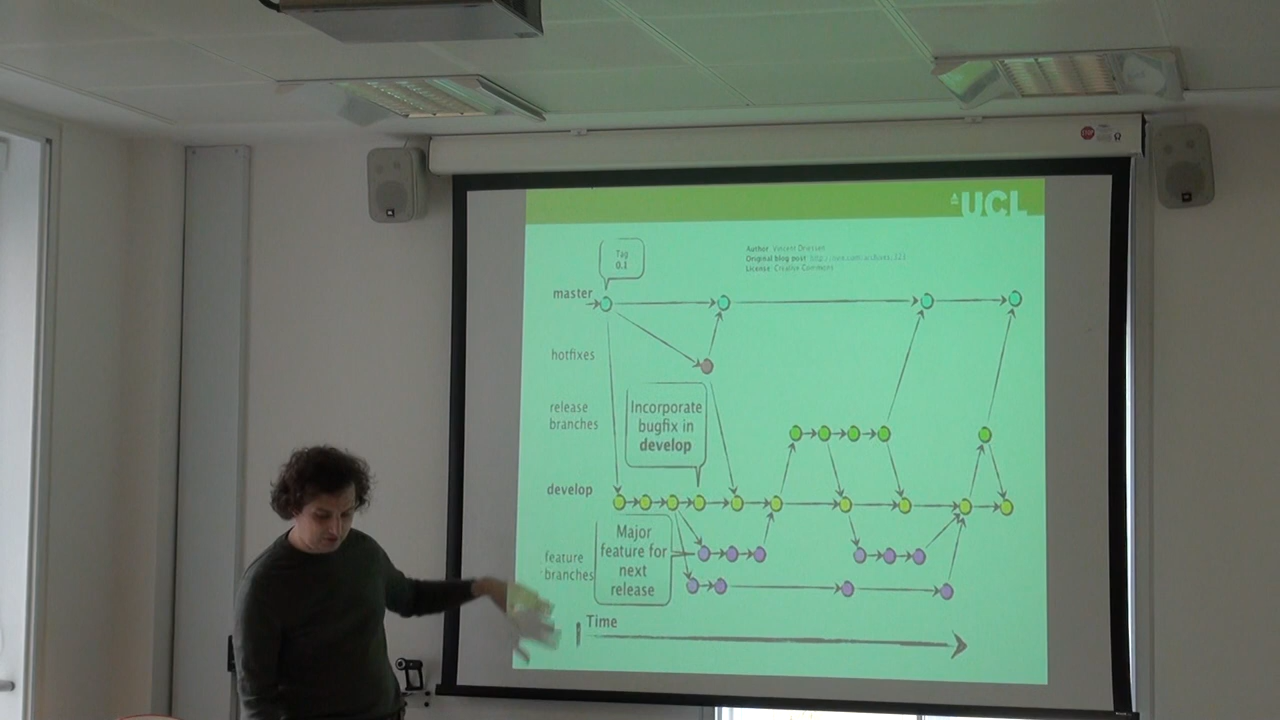 UCL
Tag
0.1
Author: Vincent Driessen
Original blog post:
License: Creative Commons
master
hotfixes
release
branches
Incorporate
bugfix in
develop
develop
Major
feature for
next
release
feature
branches
Time
STOP